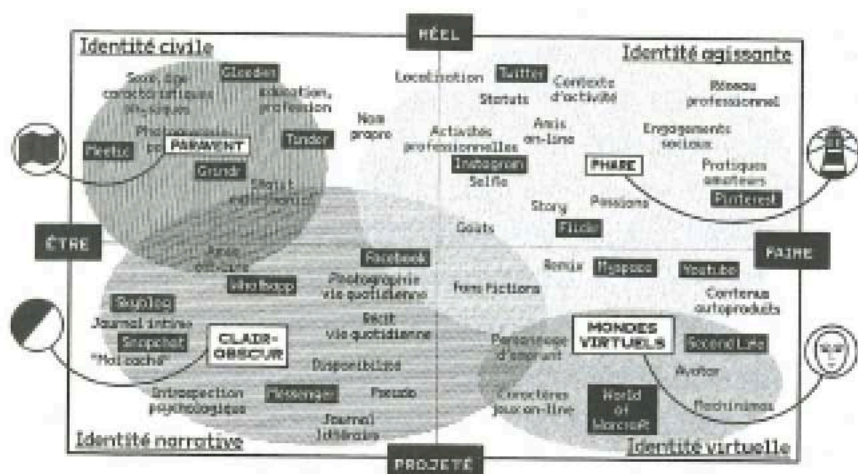 RÉEL
Identité civile
Identité agissante
Sexe, âge
caractéristiques
physiques
Gleeden
éducation,
profession
Localisation
Twitter
Statuts
Contexte
d'activité
Réseau
professionnel
Nom
propre
Activités
professionnelles
Amis
on-line
Engagements
sociaux
Meetic
PARAVENT
Tinder
Grindr
Instagram
Selfie
PHARE
Pratiques
amateurs
Pinterest
Story
Passions
Goûts
Flickr
ÊTRE
FAIRE
Amis
on-line
Facebook
Whatsapp
Photographie
vie quotidienne
Fans fictions
Remix
Myspace
Youtube
Contenus
autoproduits
Skyblog
Journal intime
Snapchat
"Moi caché"
CLAIR-
OBSCUR
Récit
vie quotidienne
Disponibilité
Personnage
d'emprunt
MONDES
VIRTUELS
Second Life
Avatar
Introspection
psychologique
Messenger
Pseudo
Journal
littéraire
Caractères
jeux on-line
World
of
Warcraft
Machinimas
Identité narrative
Identité virtuelle
PROJETÉ